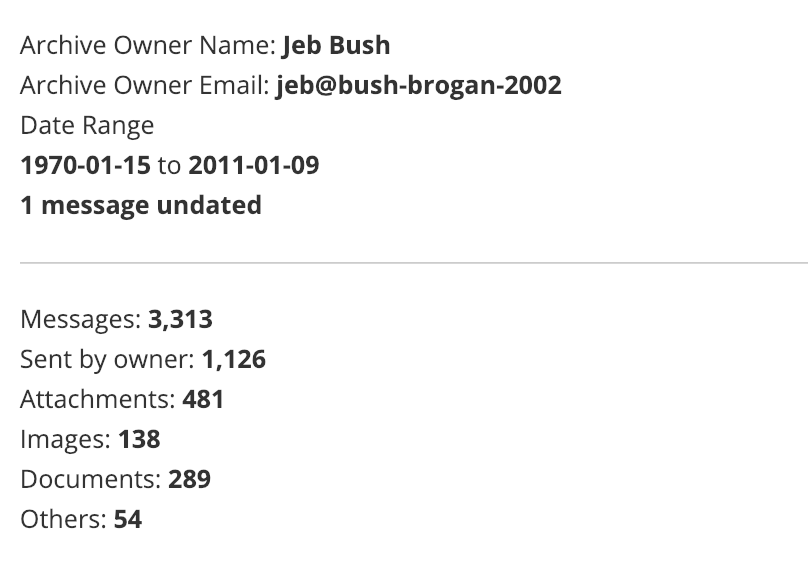 Archive Owner Name: Jeb Bush
Archive Owner Email: jeb@bush-brogan-2002
Date Range
1970-01-15 to 2011-01-09
1 message undated
Messages: 3,313
Sent by owner: 1,126
Attachments: 481
Images: 138
Documents: 289
Others: 54